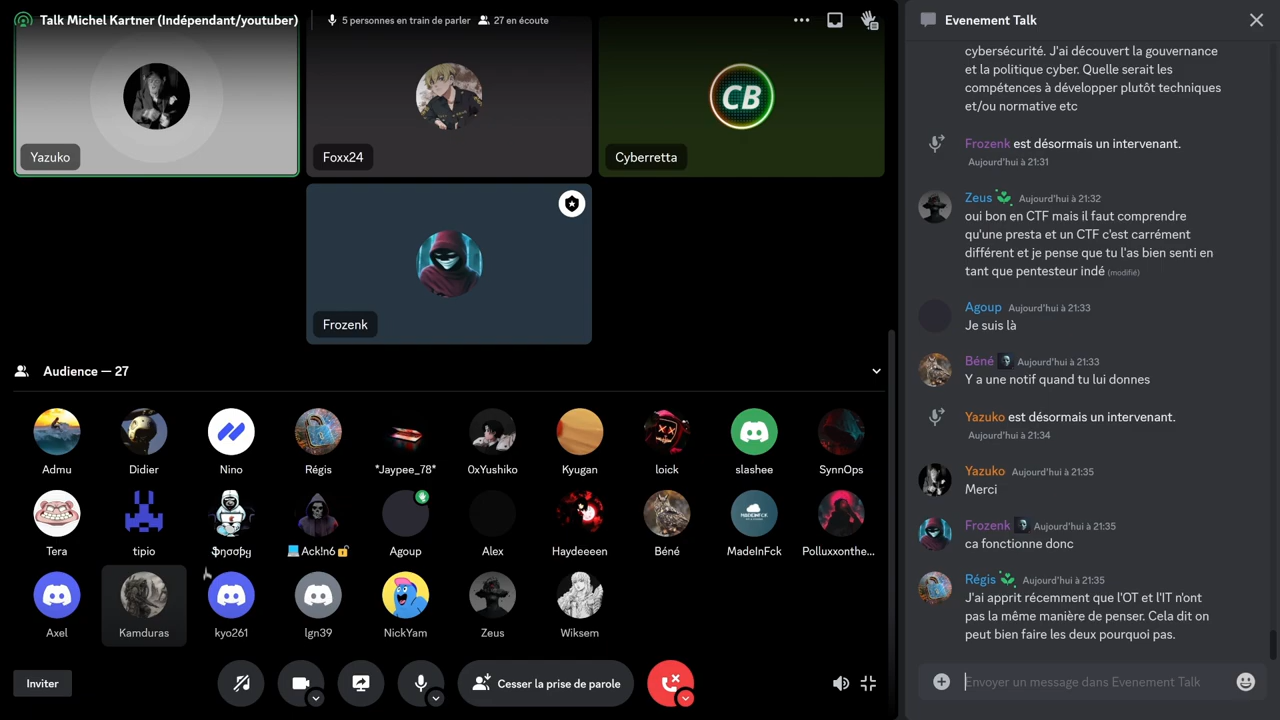 Talk Michel Kartner (Indépendant/youtuber)
5 personnes en train de parler
27 en écoute
Yazuko
Foxx24
CB
Cyberretta
Frozenk
Audience — 27
Admu
Didier
Nino
Régis
*Jaypee_78*
0xYushiko
Kyugan
loick
slashee
SynnOps
Tera
tipio
💻Ack!n6🔓
Agoup
Alex
Haydeeeen
Béné
MadeInFck
Polluxxonthe...
Axel
Kamduras
kyo261
lgn39
NickYam
Zeus
Wiksem
Inviter
Cesser la prise de parole
Evenement Talk
cybersécurité. J'ai découvert la gouvernance
et la politique cyber. Quelle serait les
compétences à développer plutôt techniques
et/ou normative etc
Frozenk est désormais un intervenant.
Aujourd'hui à 21:31
Zeus Aujourd'hui à 21:32
oui bon en CTF mais il faut comprendre
qu'une presta et un CTF c'est carrément
différent et je pense que tu l'as bien senti en
tant que pentesteur indé (modifié)
Agoup Aujourd'hui à 21:33
Je suis là
Béné Aujourd'hui à 21:33
Y a une notif quand tu lui donnes
Yazuko est désormais un intervenant.
Aujourd'hui à 21:34
Yazuko Aujourd'hui à 21:35
Merci
Frozenk Aujourd'hui à 21:35
ca fonctionne donc
Régis Aujourd'hui à 21:35
J'ai apprit récemment que l'OT et l'IT n'ont
pas la même manière de penser. Cela dit on
peut bien faire les deux pourquoi pas.
Envoyer un message dans Evenement Talk